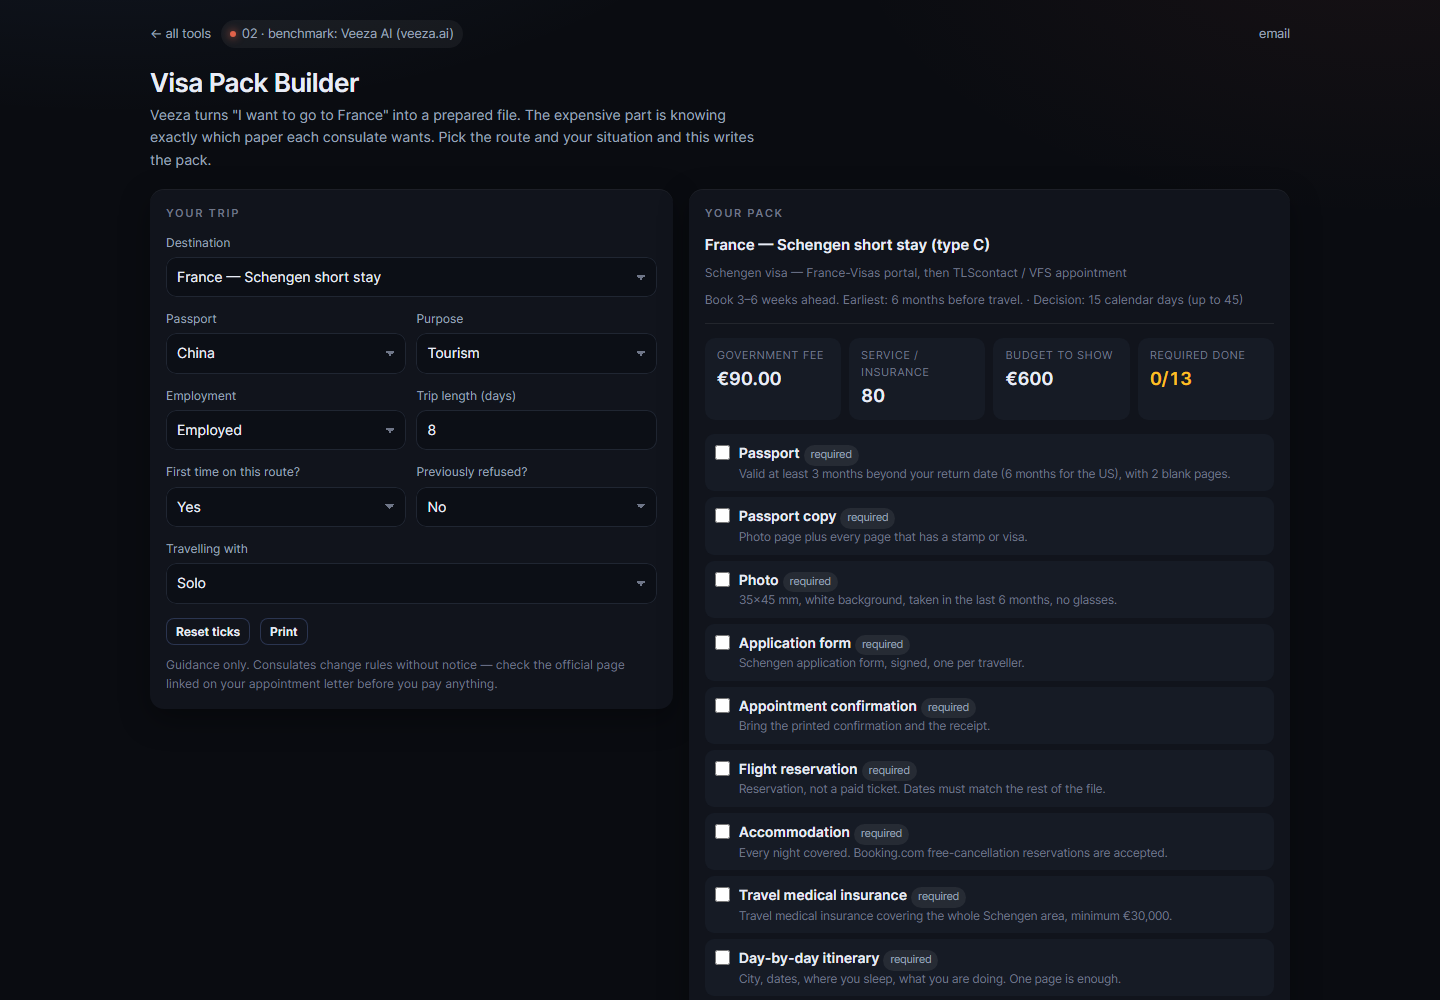 ← all tools
02 · benchmark: Veeza AI (veeza.ai)
email
Visa Pack Builder
Veeza turns "I want to go to France" into a prepared file. The expensive part is knowing
exactly which paper each consulate wants. Pick the route and your situation and this writes
the pack.
YOUR TRIP
Destination
France — Schengen short stay
Passport
Purpose
China
Tourism
Employment
Trip length (days)
Employed
8
First time on this route?
Previously refused?
Yes
No
Travelling with
Solo
Reset ticks
Print
Guidance only. Consulates change rules without notice — check the official page
linked on your appointment letter before you pay anything.
YOUR PACK
France — Schengen short stay (type C)
Schengen visa — France-Visas portal, then TLScontact / VFS appointment
Book 3–6 weeks ahead. Earliest: 6 months before travel. · Decision: 15 calendar days (up to 45)
GOVERNMENT FEE
€90.00
SERVICE /
INSURANCE
80
BUDGET TO SHOW
€600
REQUIRED DONE
0/13
Passport required
Valid at least 3 months beyond your return date (6 months for the US), with 2 blank pages.
Passport copy required
Photo page plus every page that has a stamp or visa.
Photo required
35×45 mm, white background, taken in the last 6 months, no glasses.
Application form required
Schengen application form, signed, one per traveller.
Appointment confirmation required
Bring the printed confirmation and the receipt.
Flight reservation required
Reservation, not a paid ticket. Dates must match the rest of the file.
Accommodation required
Every night covered. Booking.com free-cancellation reservations are accepted.
Travel medical insurance required
Travel medical insurance covering the whole Schengen area, minimum €30,000.
Day-by-day itinerary required
City, dates, where you sleep, what you are doing. One page is enough.